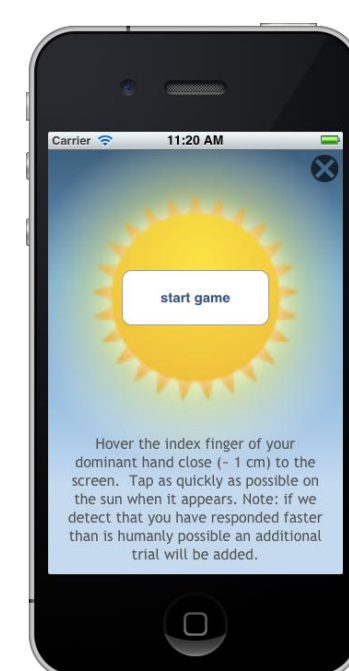 Carrier 11:20 AM
start game
Hover the index finger of your
dominant hand close (~ 1 cm) to the
screen. Tap as quickly as possible on
the sun when it appears. Note: if we
detect that you have responded faster
than is humanly possible an additional
trial will be added.